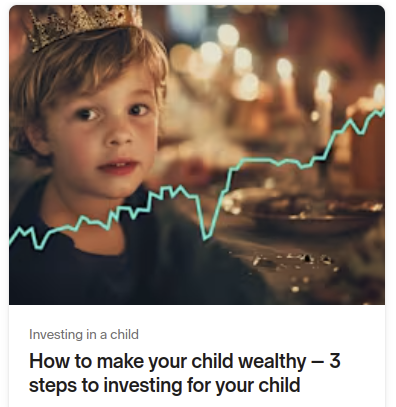 Investing in a child
How to make your child wealthy – 3
steps to investing for your child